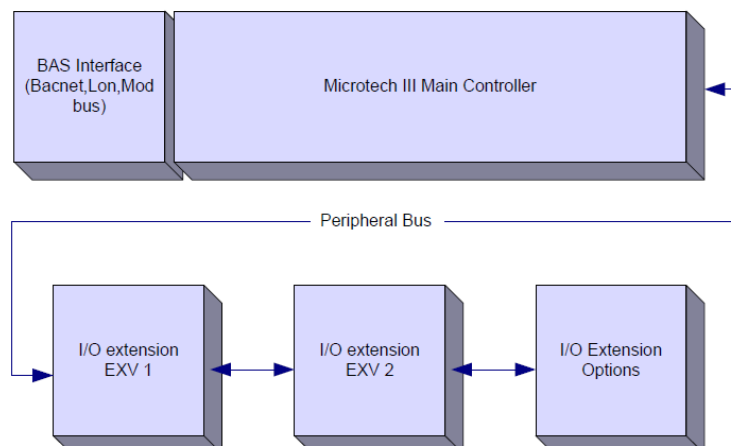 BAS Interface
(Bacnet,Lon,Mod
bus)
Microtech III Main Controller
Peripheral Bus
I/O extension
EXV 1
I/O extension
EXV 2
I/O Extension
Options